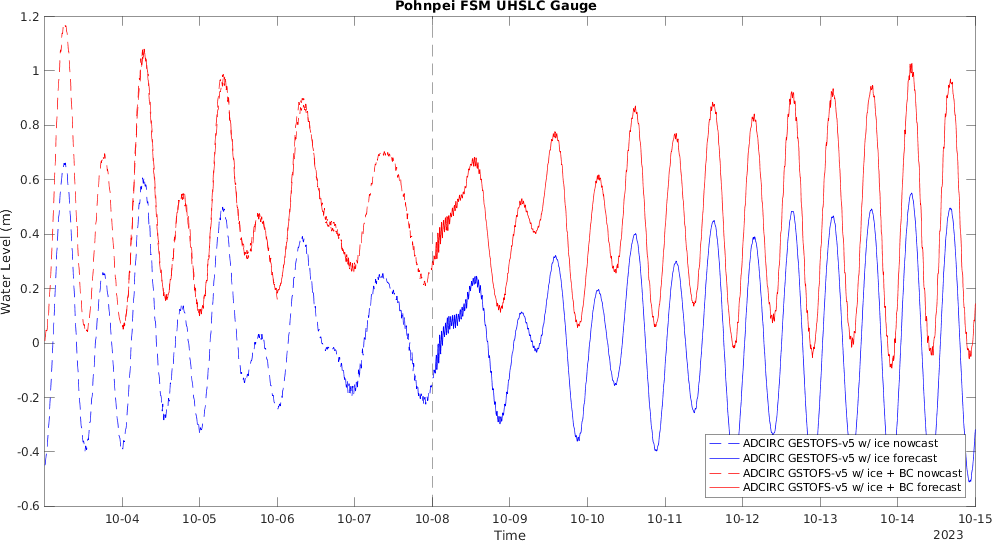 Pohnpei FSM UHSLC Gauge
1.2
1
0.8
0.6
0.4
0.2
0
-0.2
-0.4
-0.6
Water Level (m)
ADCIRC GESTOFS-v5 w/ ice nowcast
ADCIRC GESTOFS-v5 w/ ice forecast
ADCIRC GSTOFS-v5 w/ ice + BC nowcast
ADCIRC GSTOFS-v5 w/ ice + BC forecast
10-04 10-05 10-06 10-07 10-08 10-09 10-10 10-11 10-12 10-13 10-14 10-15
Time
2023